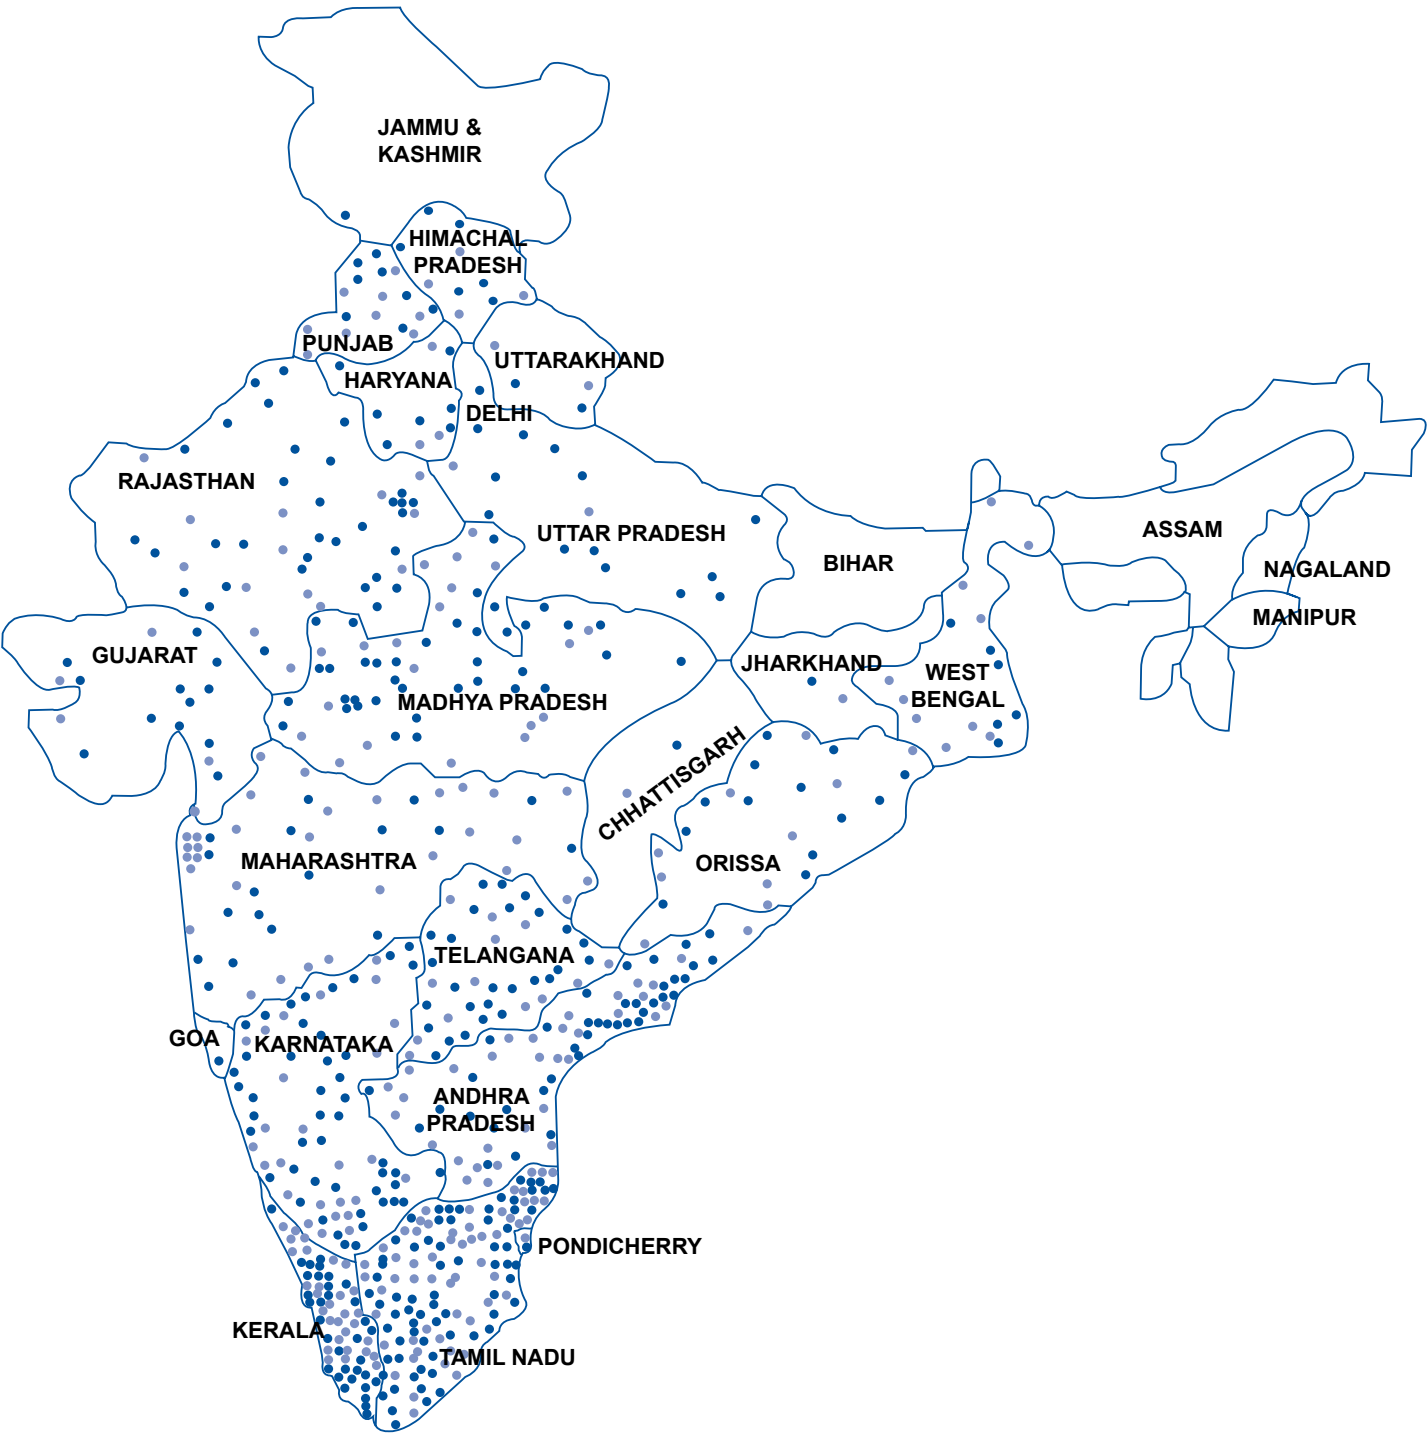 JAMMU &
KASHMIR
HIMACHAL
PRADESH
PUNJAB
UTTARAKHAND
HARYANA
DELHI
RAJASTHAN
UTTAR PRADESH
ASSAM
BIHAR
NAGALAND
MANIPUR
GUJARAT
JHARKHAND
WEST
BENGAL
MADHYA PRADESH
CHHATTISGARH
MAHARASHTRA
ORISSA
TELANGANA
GOA
KARNATAKA
ANDHRA
PRADESH
PONDICHERRY
KERALA
TAMIL NADU